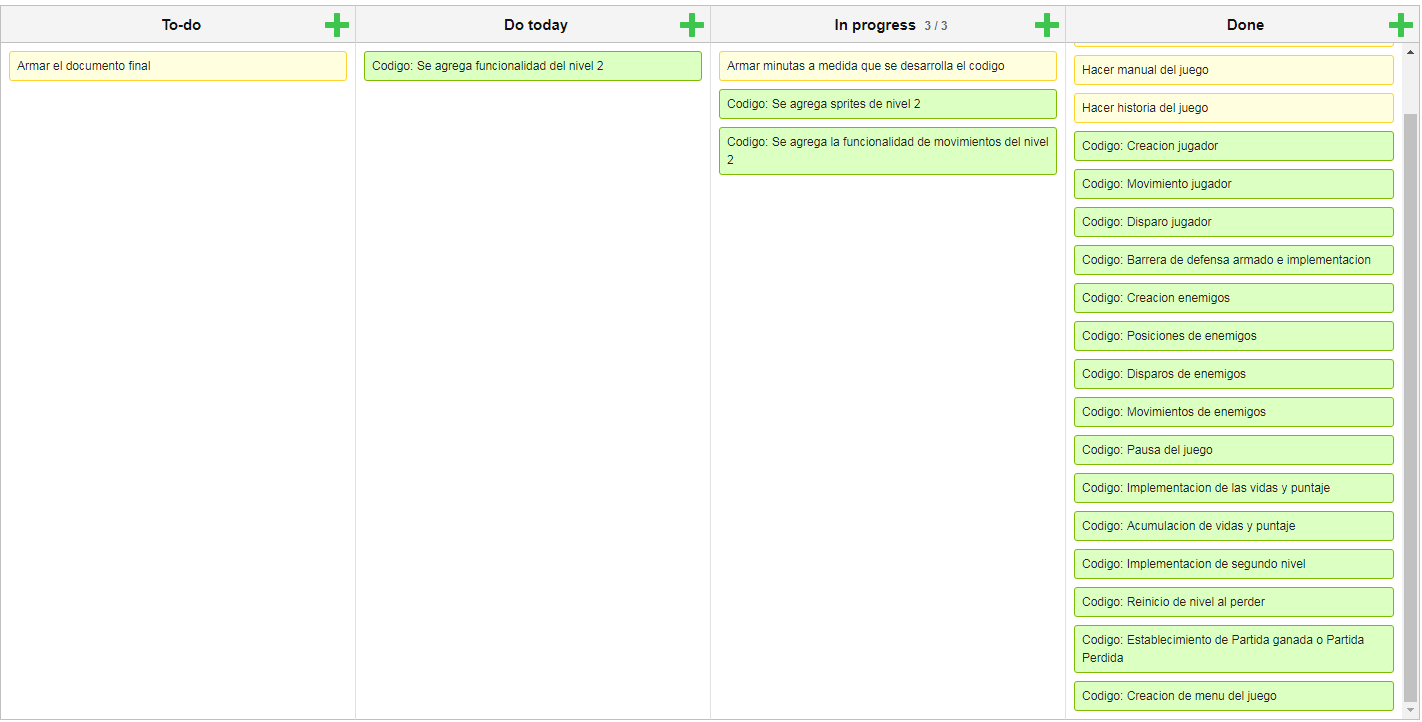 To-do
Armar el documento final
Do today
Codigo: Se agrega funcionalidad del nivel 2
In progress 3 / 3
Armar minutas a medida que se desarrolla el codigo
Codigo: Se agrega sprites de nivel 2
Codigo: Se agrega la funcionalidad de movimientos del nivel
2
Done
Hacer manual del juego
Hacer historia del juego
Codigo: Creacion jugador
Codigo: Movimiento jugador
Codigo: Disparo jugador
Codigo: Barrera de defensa armado e implementacion
Codigo: Creacion enemigos
Codigo: Posiciones de enemigos
Codigo: Disparos de enemigos
Codigo: Movimientos de enemigos
Codigo: Pausa del juego
Codigo: Implementacion de las vidas y puntaje
Codigo: Acumulacion de vidas y puntaje
Codigo: Implementacion de segundo nivel
Codigo: Reinicio de nivel al perder
Codigo: Establecimiento de Partida ganada o Partida
Perdida
Codigo: Creacion de menu del juego